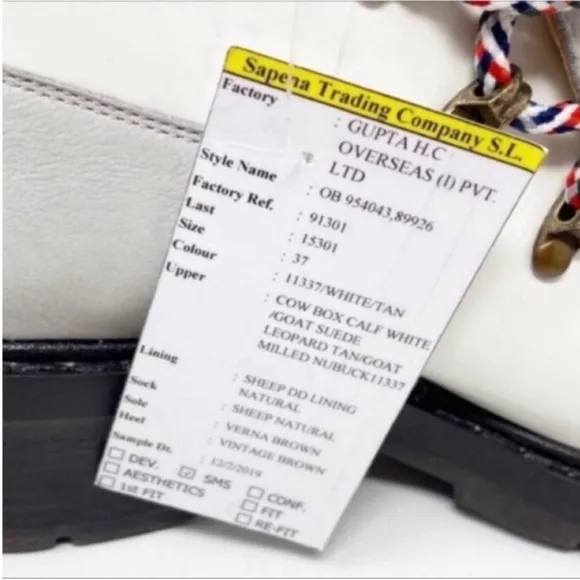 Sapena Trading Company S.L.
Factory : GUPTA H.C
OVERSEAS (I) PVT.
LTD
Style Name : OB 954043,89926
Factory Ref. : 91301
Last : 15301
Size : 37
Colour : 11337/WHITE/TAN
Upper : COW BOX CALF WHITE
/GOAT SUEDE
LEOPARD TAN/GOAT
MILLED NUBUCK11337
Lining : SHEEP DD LINING
NATURAL
Sock : SHEEP NATURAL
Sole : VERNA BROWN
Heel : VINTAGE BROWN
Sample Dt. : 12/2/2019
DEV. SMS CONF.
AESTHETICS FIT
1st FIT RE-FIT